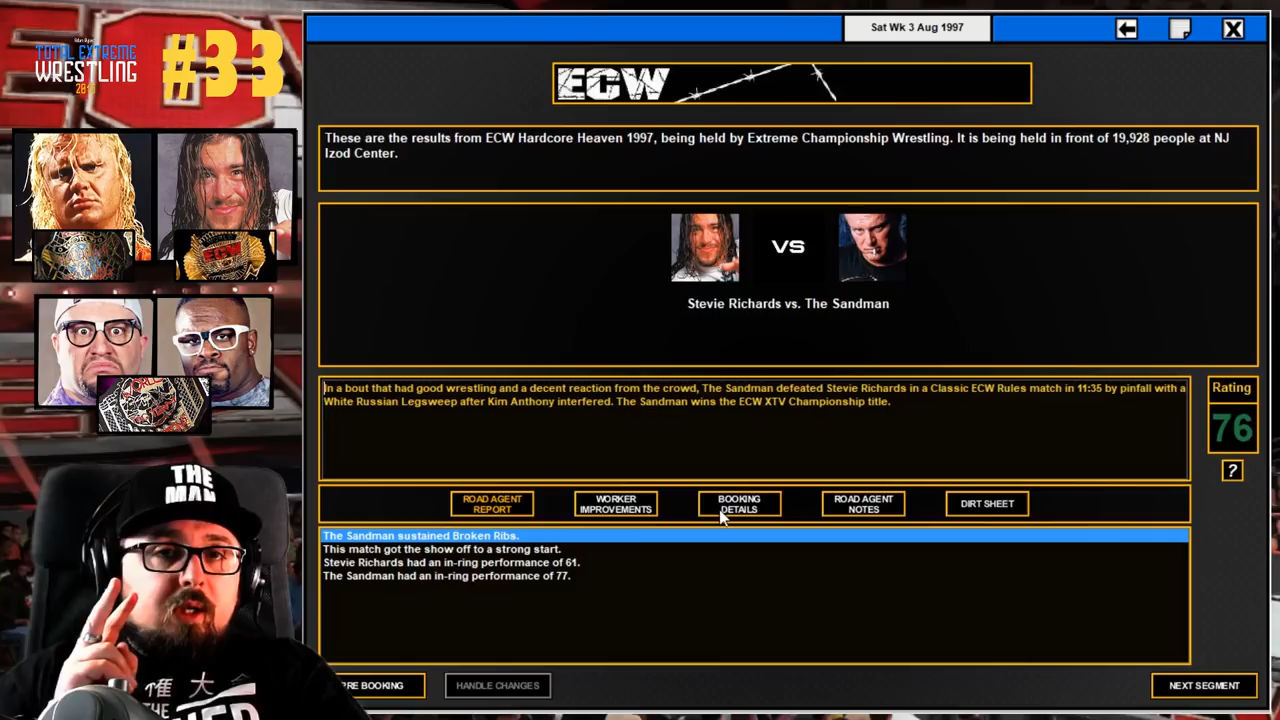 TOTAL EXTREME
WRESTLING
#33
THE
MAN
THE
Sat Wk 3 Aug 1997
ECW
These are the results from ECW Hardcore Heaven 1997, being held by Extreme Championship Wrestling. It is being held in front of 19,928 people at NJ
Izod Center.
VS
Stevie Richards vs. The Sandman
In a bout that had good wrestling and a decent reaction from the crowd, The Sandman defeated Stevie Richards in a Classic ECW Rules match in 11:35 by pinfall with a
White Russian Legsweep after Kim Anthony interfered. The Sandman wins the ECW XTV Championship title.
Rating
76
?
ROAD AGENT
REPORT
WORKER
IMPROVEMENTS
BOOKING
DETAILS
ROAD AGENT
NOTES
DIRT SHEET
The Sandman sustained Broken Ribs.
This match got the show off to a strong start.
Stevie Richards had an in-ring performance of 61.
The Sandman had an in-ring performance of 77.
BOOKING
HANDLE CHANGES
NEXT SEGMENT